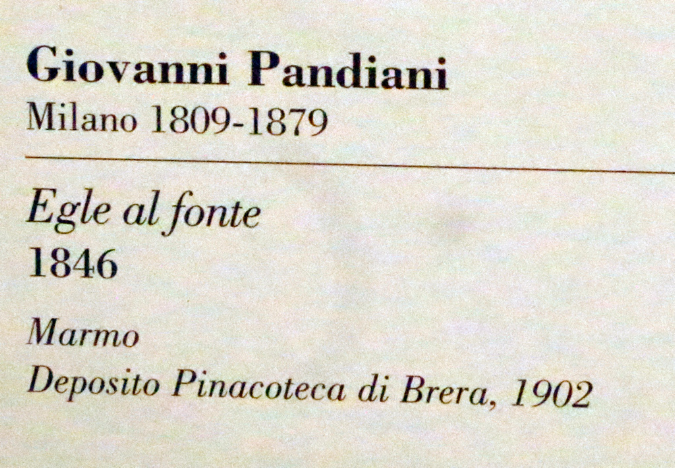 Giovanni Pandiani
Milano 1809-1879
Egle al fonte
1846
Marmo
Deposito Pinacoteca di Brera, 1902